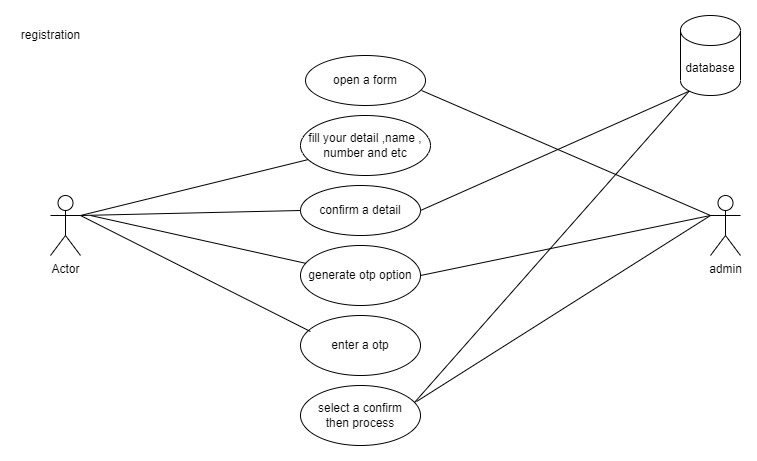 registration
database
open a form
fill your detail ,name ,
number and etc
confirm a detail
Actor
generate otp option
admin
enter a otp
select a confirm
then process